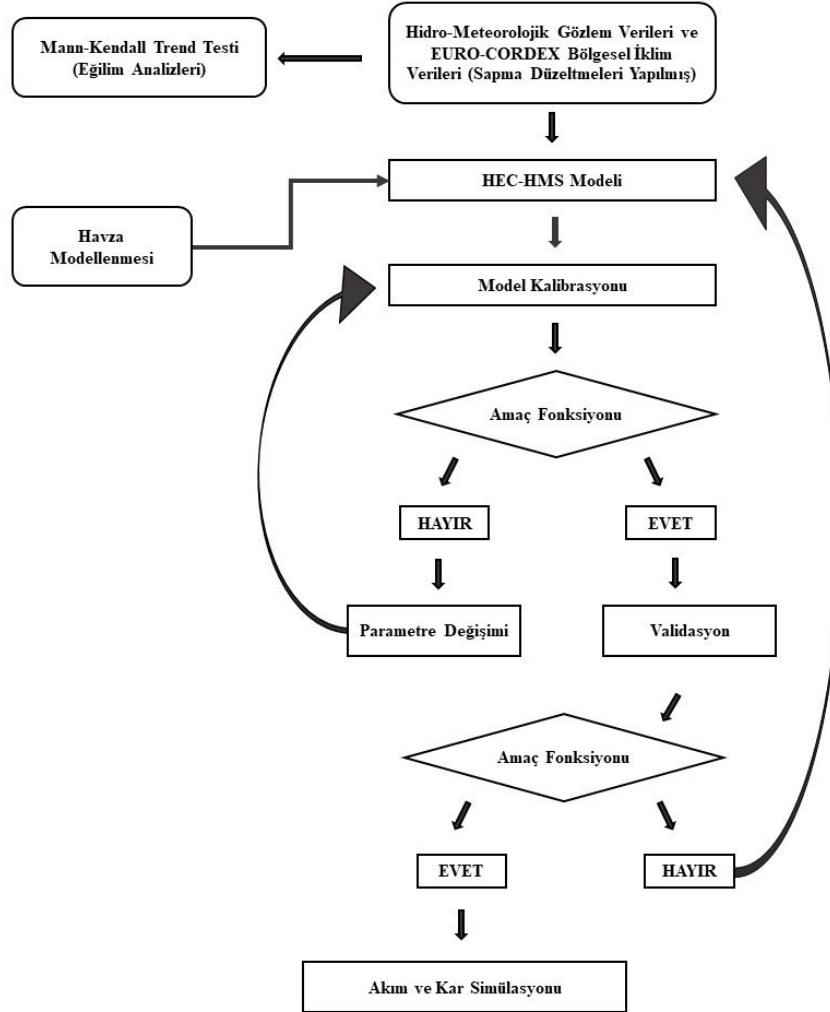 Mann-Kendall Trend Testi
(Eğilim Analizleri)
Hidro-Meteorolojik Gözlem Verileri ve
EURO-CORDEX Bölgesel İklim
Verileri (Sapma Düzeltmeleri Yapılmış)
HEC-HMS Modeli
Havza
Modellenmesi
Model Kalibrasyonu
Amaç Fonksiyonu
HAYIR
EVET
Parametre Değişimi
Validasyon
Amaç Fonksiyonu
EVET
HAYIR
Akım ve Kar Simülasyonu